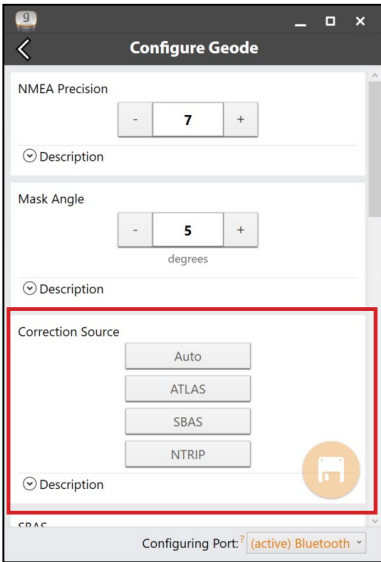 g
Configure Geode
NMEA Precision
- 7 +
Description
Mask Angle
- 5 +
degrees
Description
Correction Source
Auto
ATLAS
SBAS
NTRIP
Description
SBAS
Configuring Port:? (active) Bluetooth